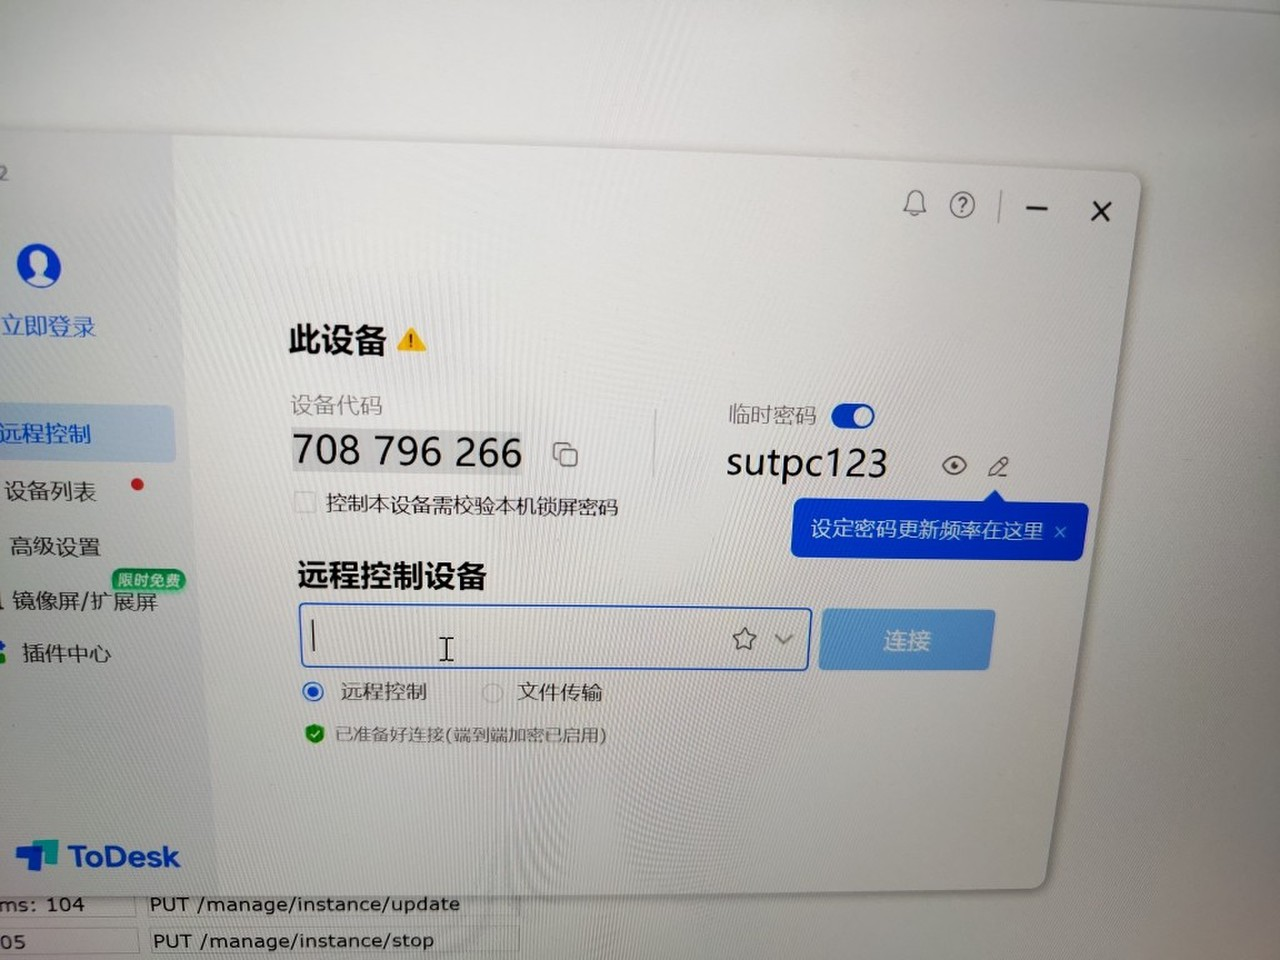 2
立即登录
远程控制
设备列表
高级设置
限时免费
镜像屏/扩展屏
插件中心
ToDesk
此设备
设备代码
708 796 266
控制本设备需校验本机锁屏密码
临时密码
sutpc123
设定密码更新频率在这里
远程控制设备
连接
远程控制
文件传输
已准备好连接(端到端加密已启用)
ms: 104
PUT /manage/instance/update
05
PUT /manage/instance/stop